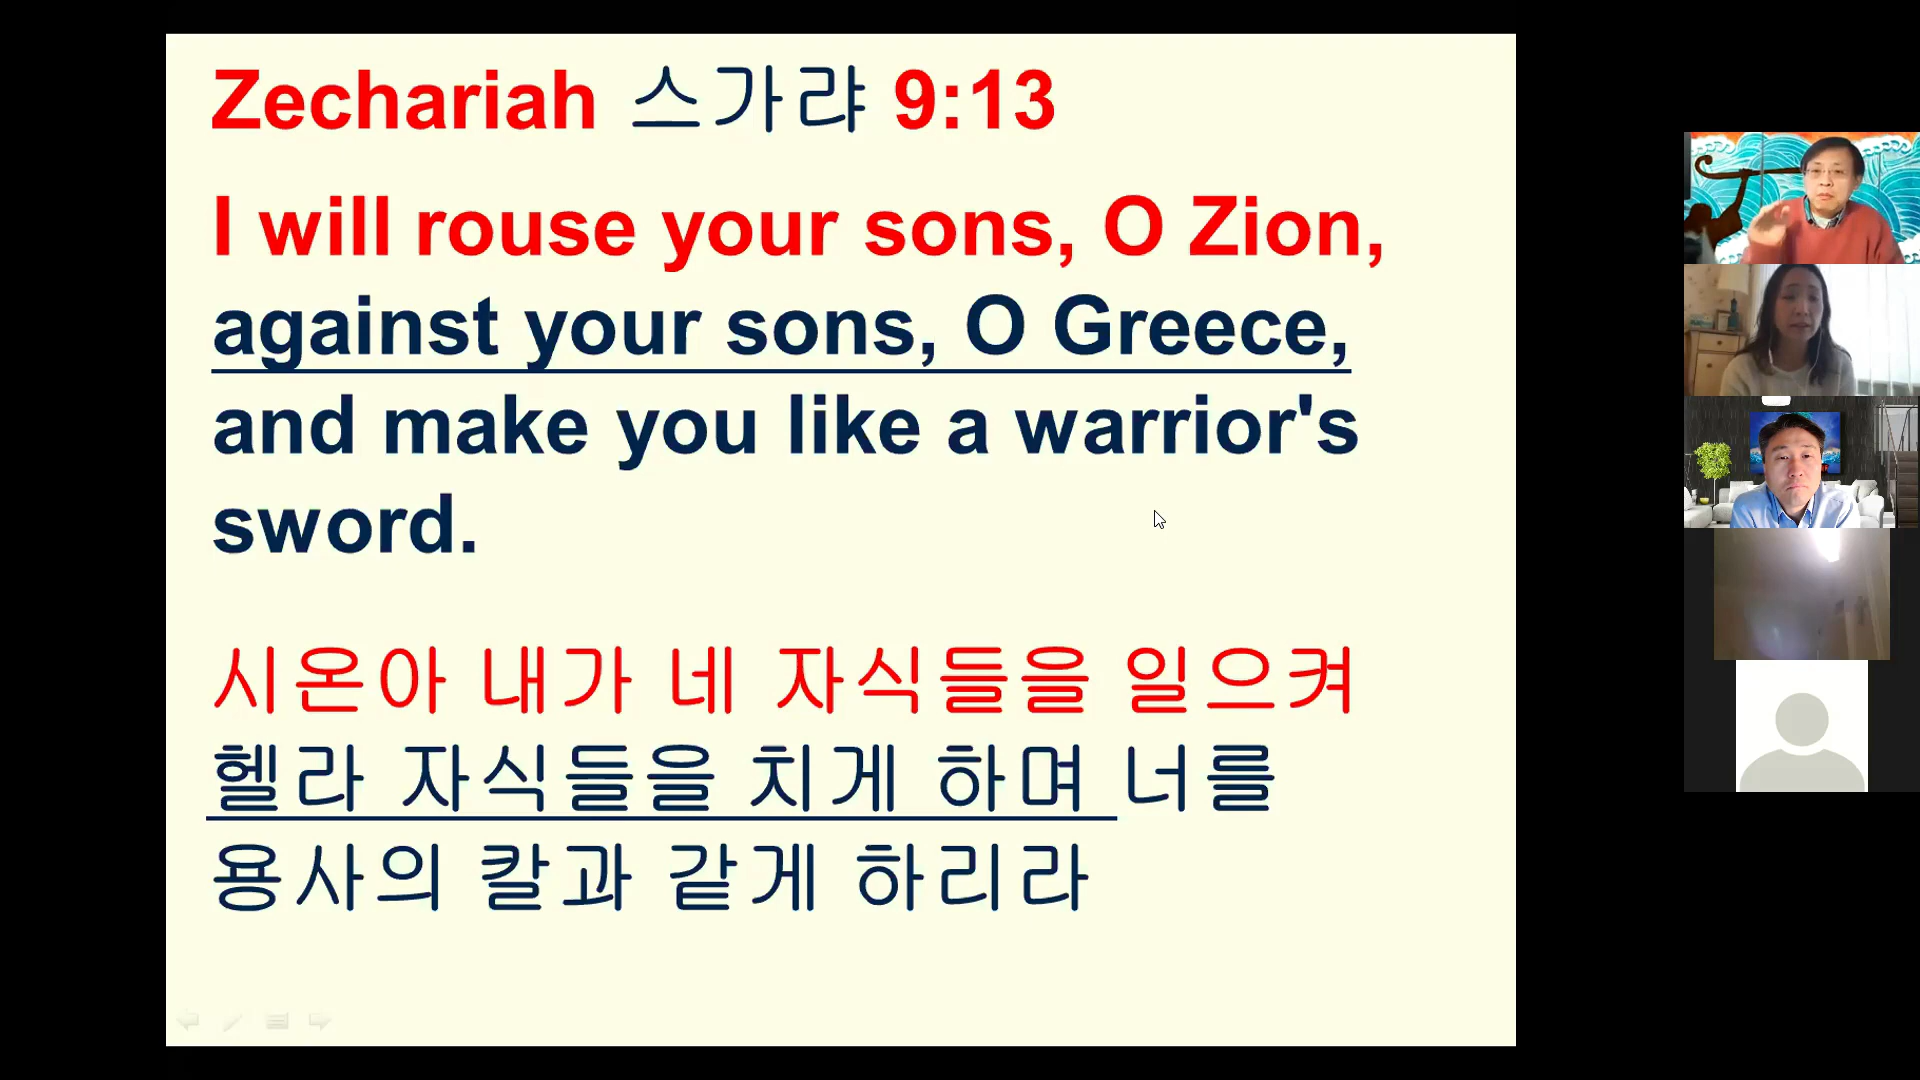 Zechariah 스가랴 9:13
I will rouse your sons, O Zion,
against your sons, O Greece,
and make you like a warrior's
sword.
시온아 내가 네 자식들을 일으켜
헬라 자식들을 치게 하며 너를
용사의 칼과 같게 하리라